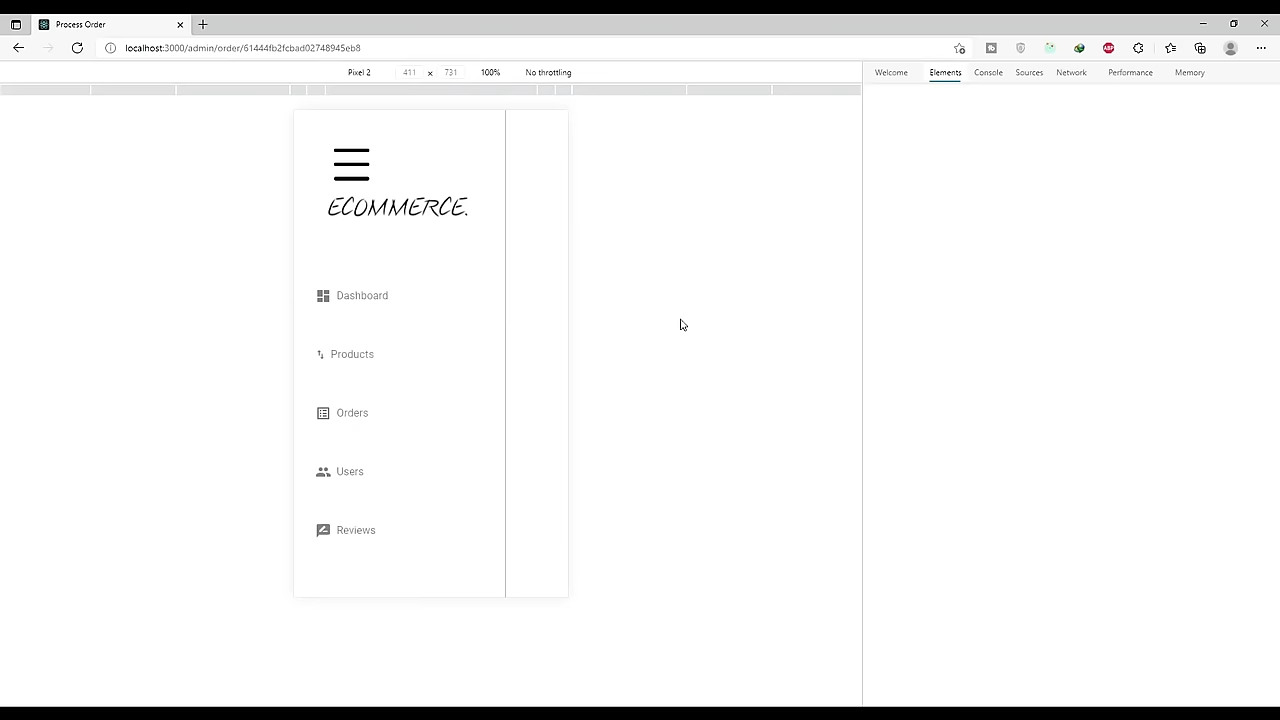 Process Order
localhost:3000/admin/order/61444fb2fcbad02748945eb8
ABP
Pixel 2 411 x 731 100% No throttling
Welcome Elements Console Sources Network Performance Memory
ECOMMERCE.
Dashboard
Products
Orders
Users
Reviews